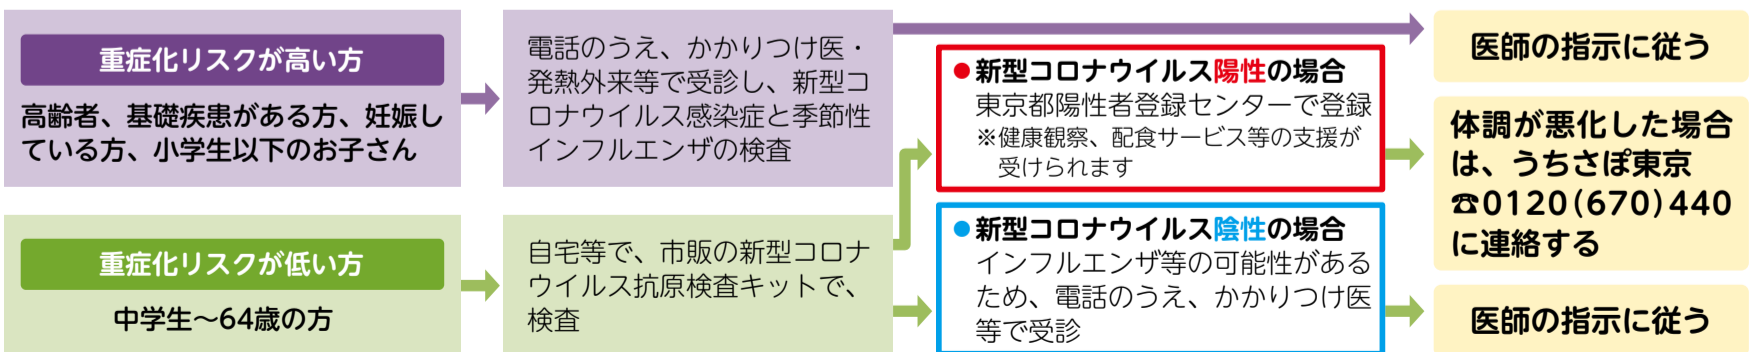 重症化リスクが高い方
高齢者、基礎疾患がある方、妊娠し
ている方、小学生以下のお子さん
電話のうえ、かかりつけ医・
発熱外来等で受診し、新型コ
ロナウイルス感染症と季節性
インフルエンザの検査
医師の指示に従う
重症化リスクが低い方
中学生～64歳の方
自宅等で、市販の新型コロナ
ウイルス抗原検査キットで、
検査
●新型コロナウイルス陽性の場合
東京都陽性者登録センターで登録
※健康観察、配食サービス等の支援が
受けられます
体調が悪化した場合
は、うちさぽ東京
☎0120(670)440
に連絡する
●新型コロナウイルス陰性の場合
インフルエンザ等の可能性がある
ため、電話のうえ、かかりつけ医
等で受診
医師の指示に従う